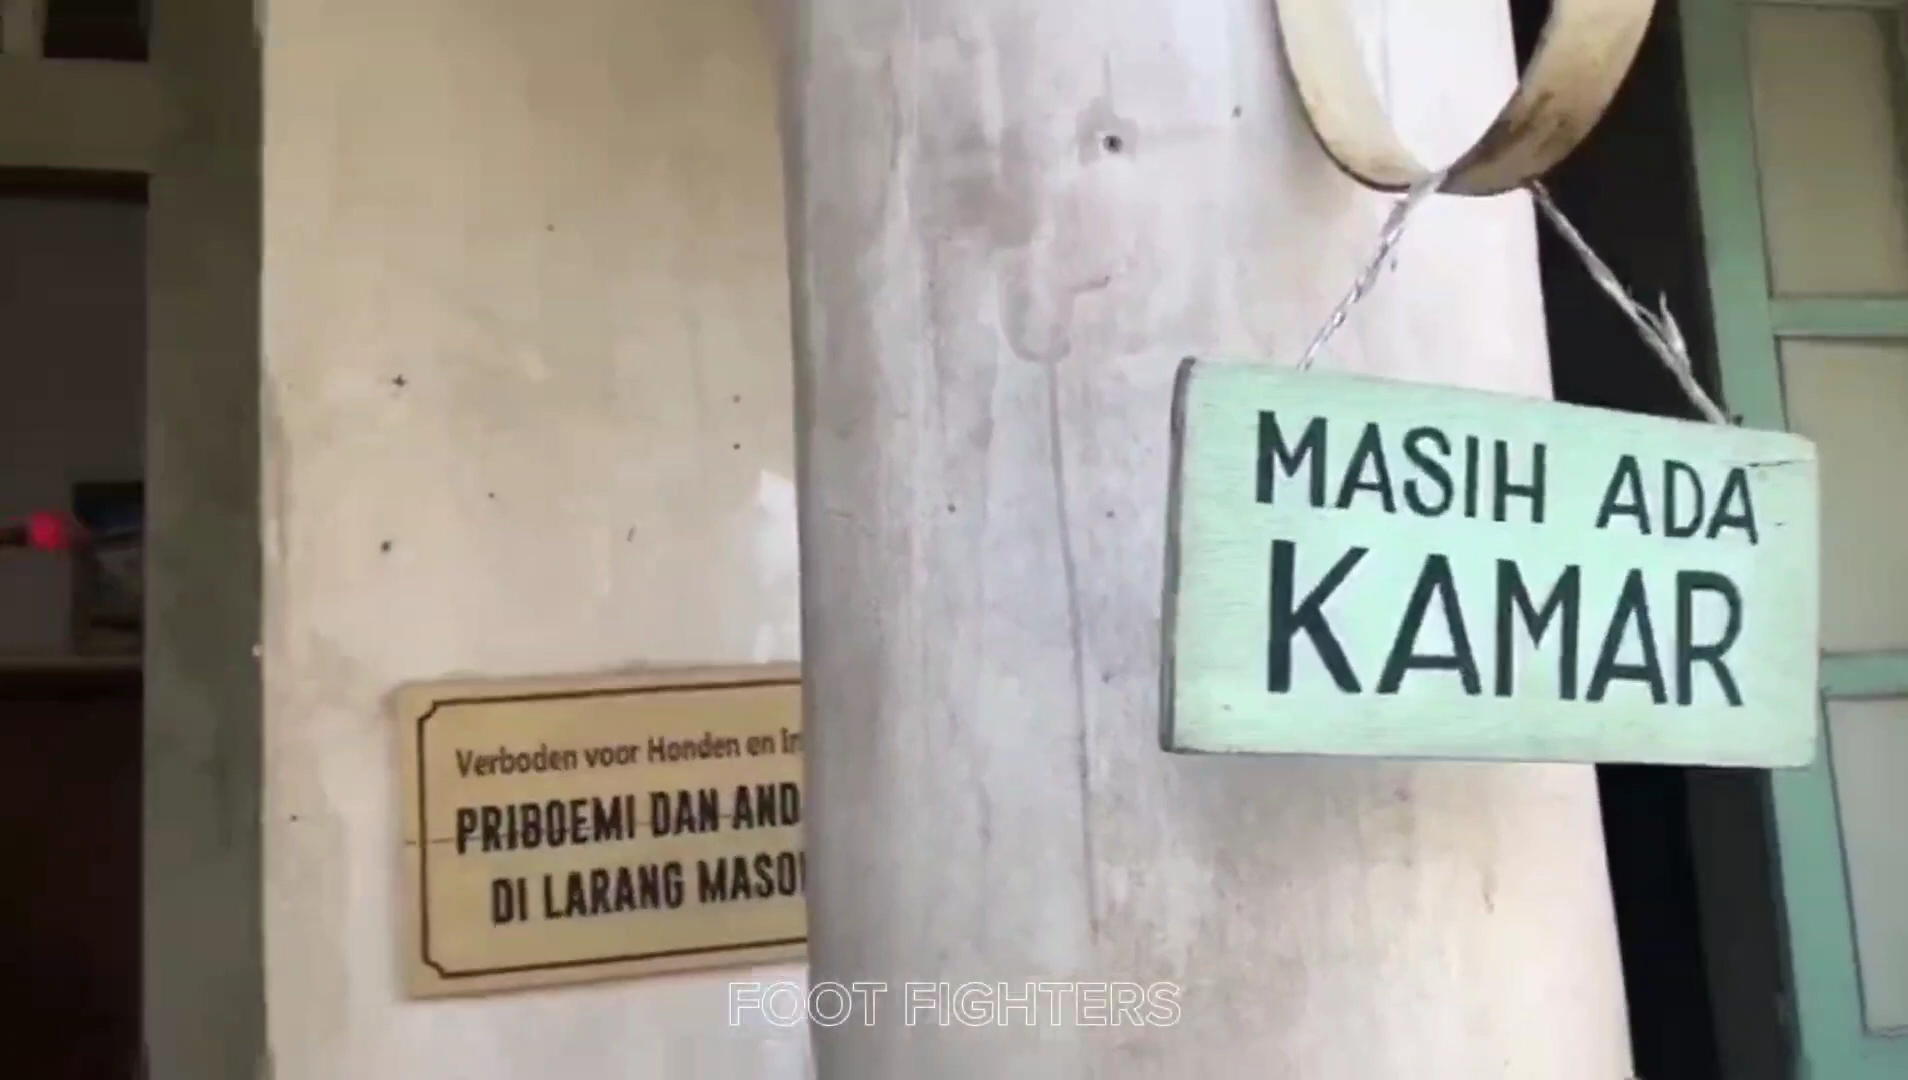 MASIH ADA
KAMAR
Verboden voor Honden en
PRIBOEMI DAN
DI LARANG
FOOT FIGHTERS